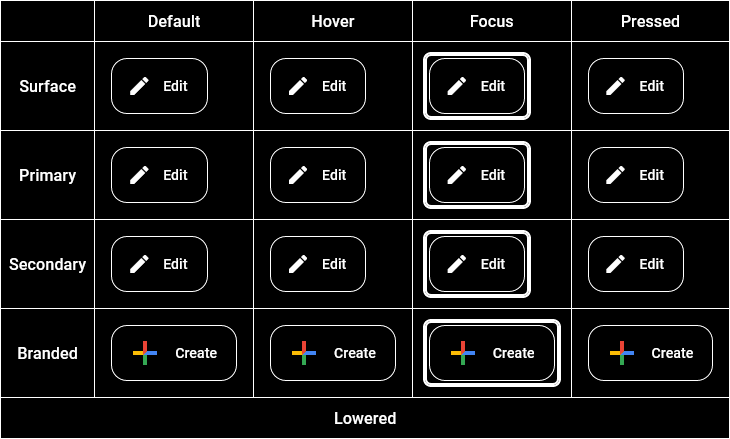 Default Hover Focus Pressed
Surface Edit Edit Edit Edit
Primary Edit Edit Edit Edit
Secondary Edit Edit Edit Edit
Branded Create Create Create Create
Lowered